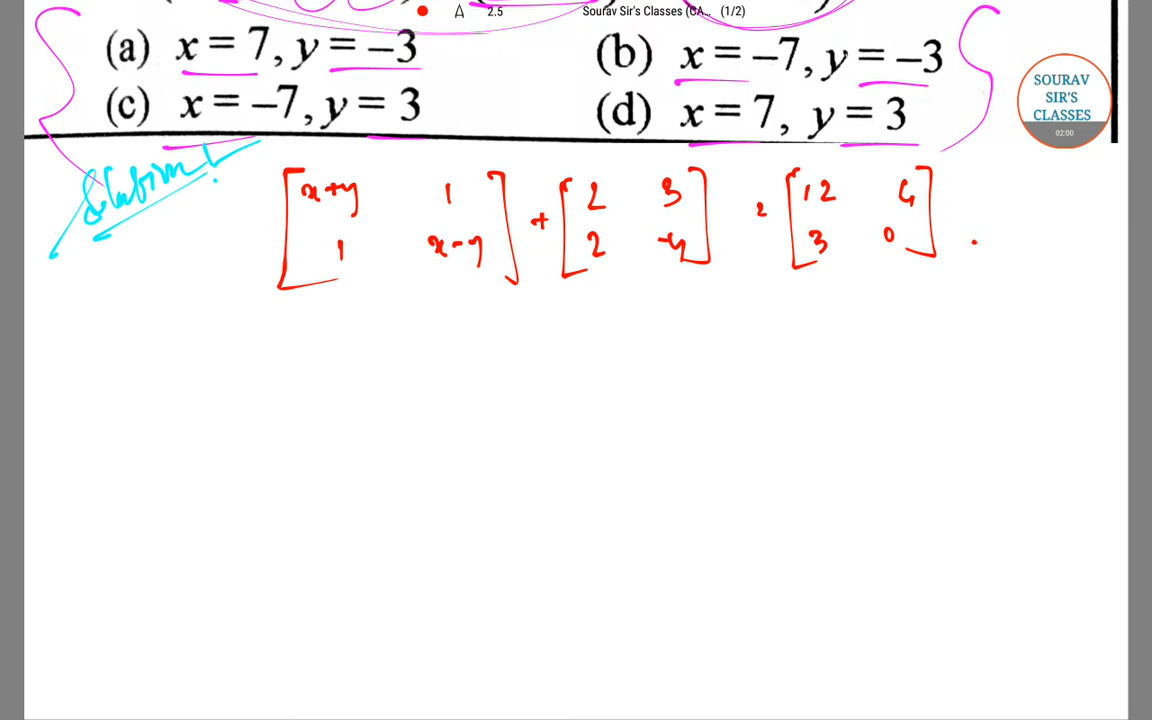 A 2.5 Sourav Sir's Classes (CA... (1/2)
(a) x = 7, y = –3 (b) x = –7, y = –3
(c) x = –7, y = 3 (d) x = 7, y = 3
SOURAV
SIR'S
CLASSES
02:00
Solution:
[x+y 1] + [2 3] = [12 4]
[1 x-y] [2 -4] [3 0].